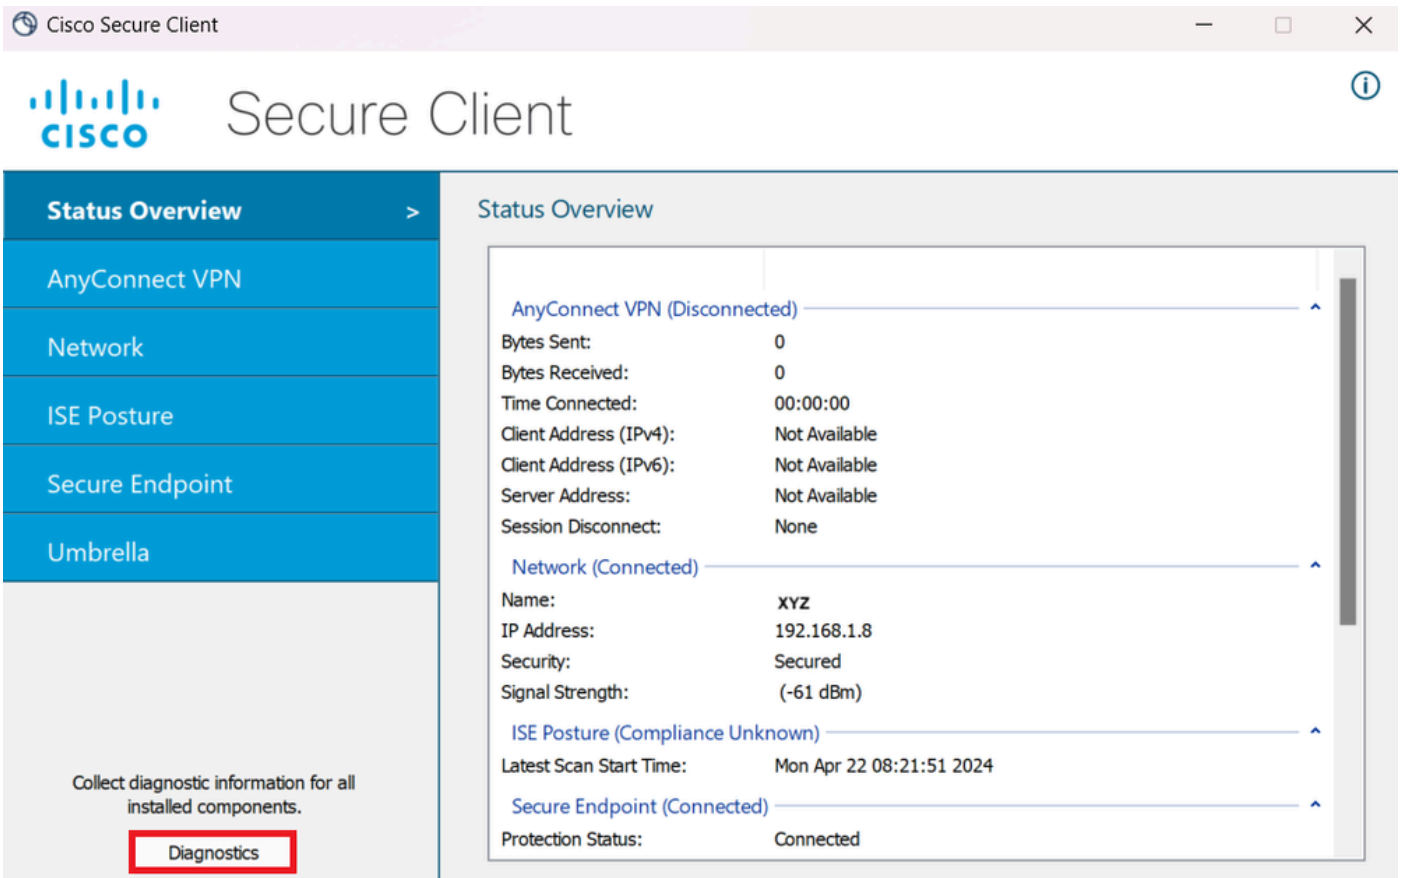 Cisco Secure Client
CISCO Secure Client
Status Overview >
AnyConnect VPN
Network
ISE Posture
Secure Endpoint
Umbrella
Collect diagnostic information for all
installed components.
Diagnostics
Status Overview
AnyConnect VPN (Disconnected)
Bytes Sent: 0
Bytes Received: 0
Time Connected: 00:00:00
Client Address (IPv4): Not Available
Client Address (IPv6): Not Available
Server Address: Not Available
Session Disconnect: None
Network (Connected)
Name: XYZ
IP Address: 192.168.1.8
Security: Secured
Signal Strength: (-61 dBm)
ISE Posture (Compliance Unknown)
Latest Scan Start Time: Mon Apr 22 08:21:51 2024
Secure Endpoint (Connected)
Protection Status: Connected